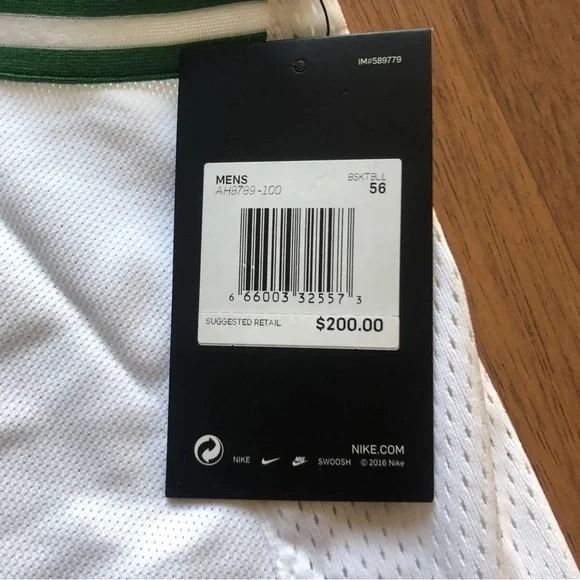 IM#589779
MENS BSKTBLL
AH8789-100 56
6 66003 32557 3
SUGGESTED RETAIL $200.00
NIKE.COM
NIKE SWOOSH © 2016 Nike